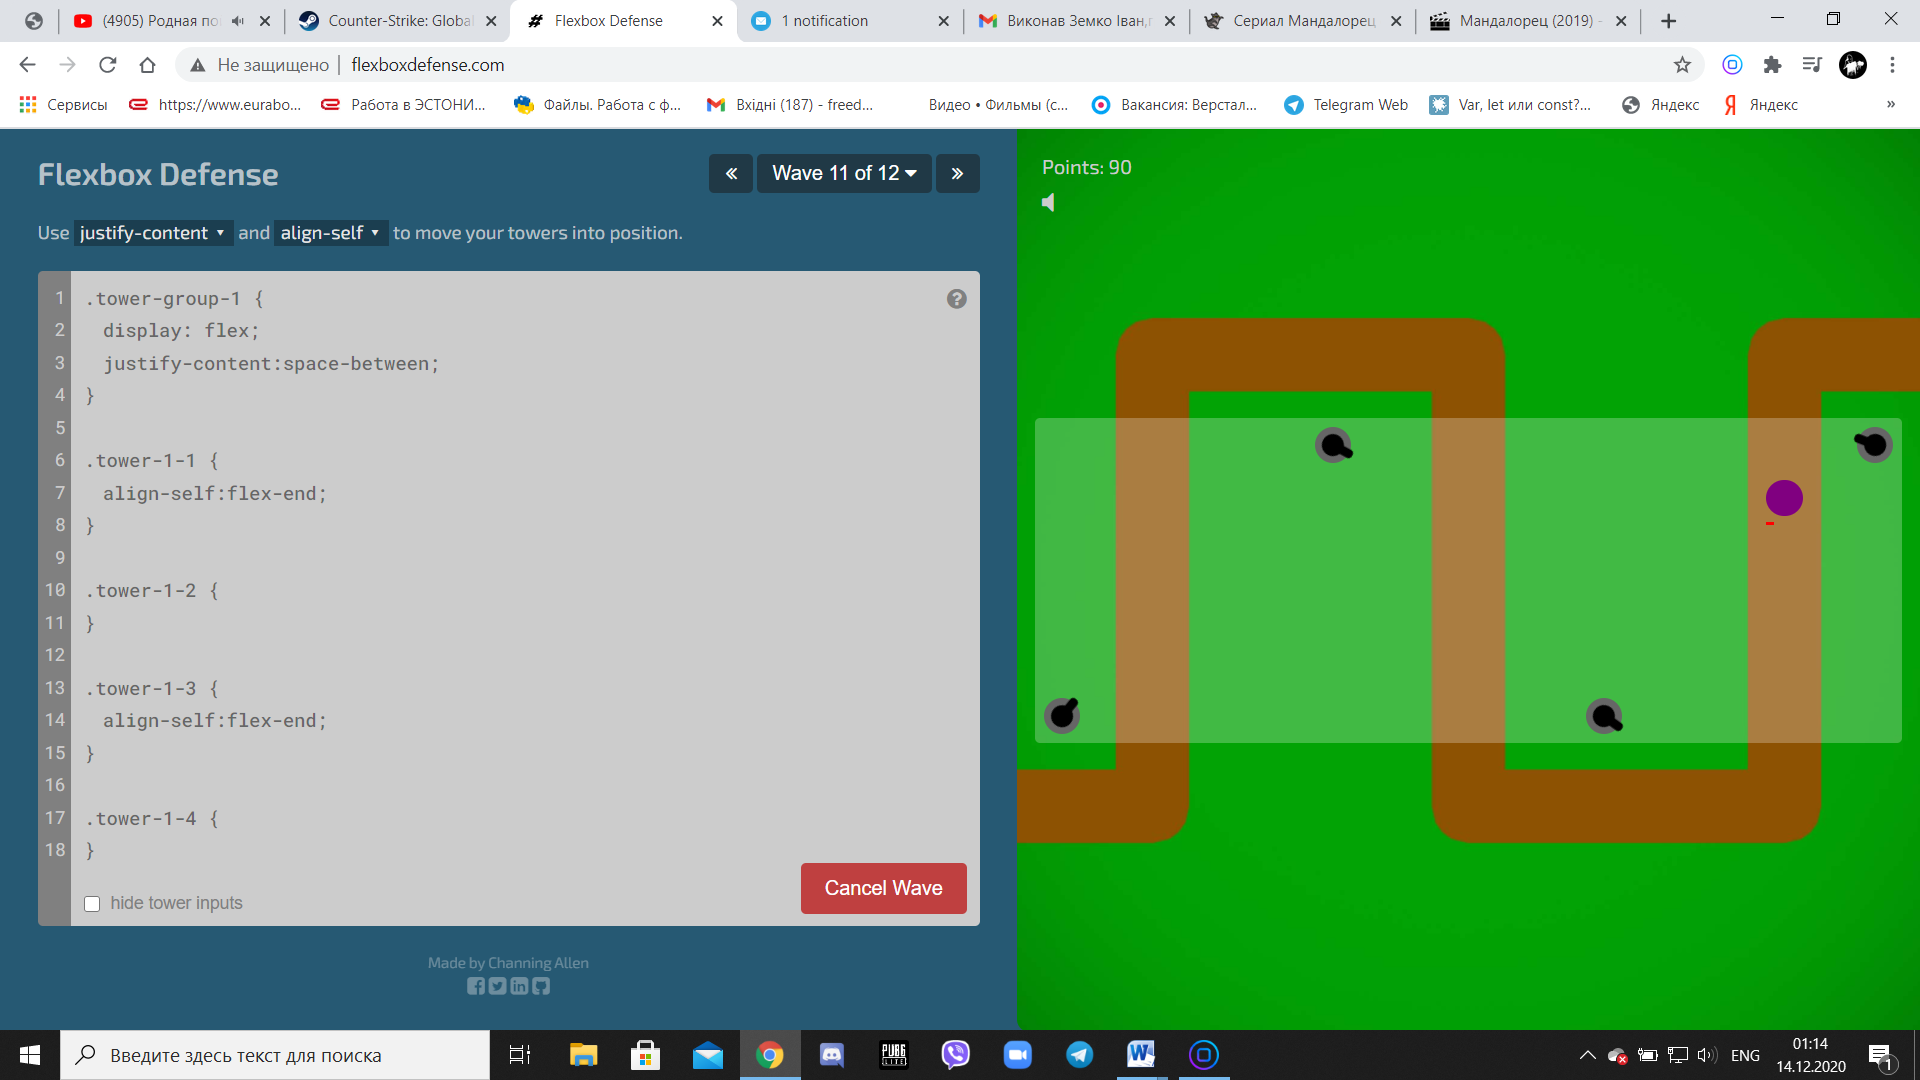 (4905) Родная по
Counter-Strike: Global
Flexbox Defense
1 notification
Виконав Земко Іван,г
Сериал Мандалорец
Мандалорец (2019) -
Не защищено
flexboxdefense.com
Сервисы
https://www.eurabo...
Работа в ЭСТОНИ...
Файлы. Работа с ф...
Вхідні (187) - freed...
Видео • Фильмы (с...
Вакансия: Верстал...
Telegram Web
Var, let или const?...
Яндекс
Яндекс
»
Flexbox Defense
«
Wave 11 of 12
»
Use justify-content ▾ and align-self ▾ to move your towers into position.
1 .tower-group-1 {
2 display: flex;
3 justify-content:space-between;
4 }
5
6 .tower-1-1 {
7 align-self:flex-end;
8 }
9
10 .tower-1-2 {
11 }
12
13 .tower-1-3 {
14 align-self:flex-end;
15 }
16
17 .tower-1-4 {
18 }
?
hide tower inputs
Cancel Wave
Made by Channing Allen
Points: 90
Введите здесь текст для поиска
PUBG
LITE
ENG
01:14
14.12.2020
1